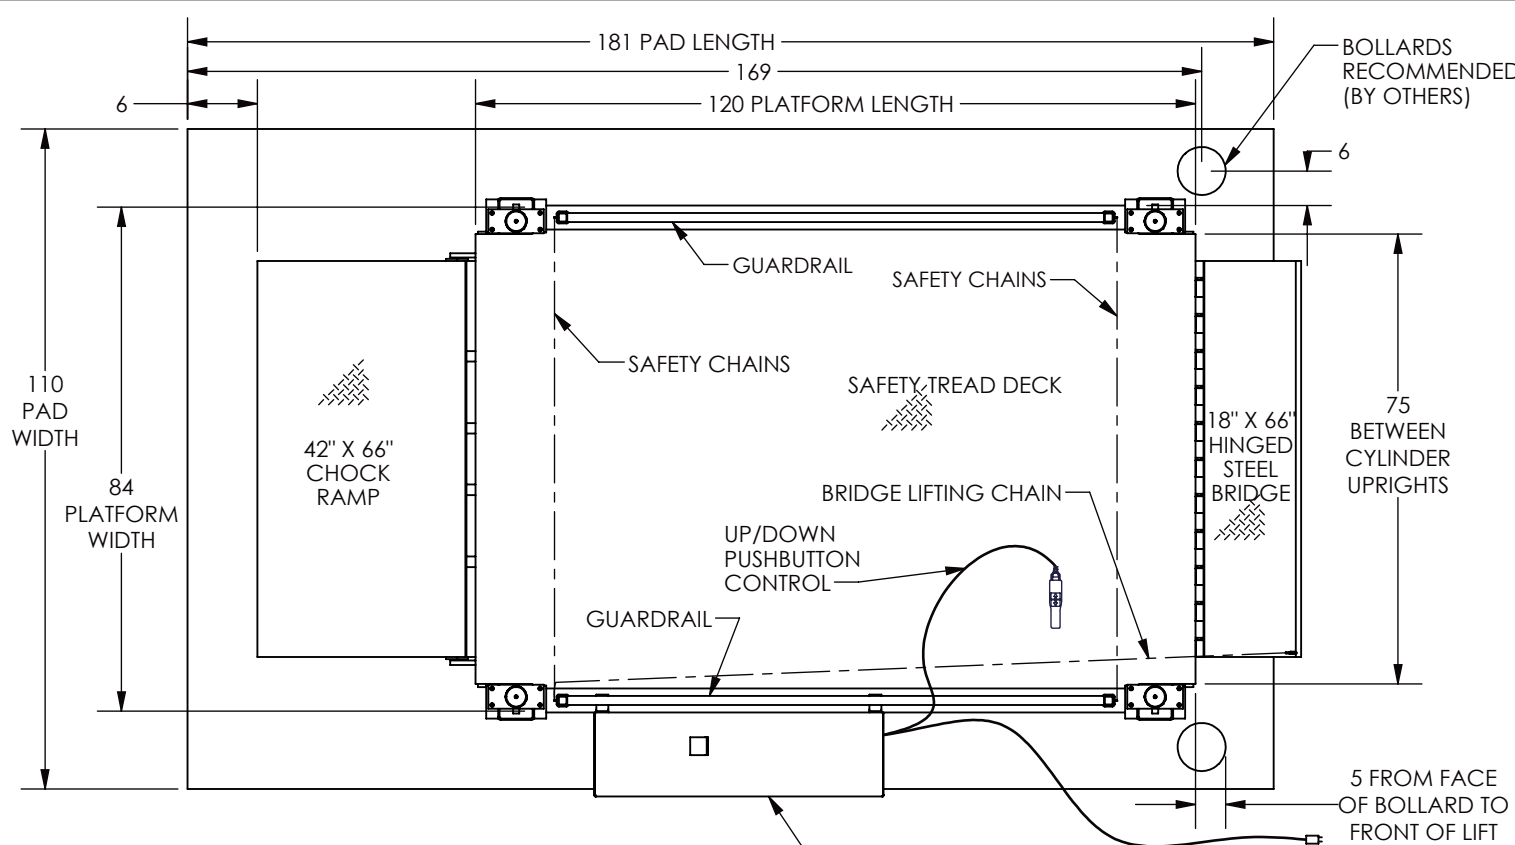 181 PAD LENGTH
169
120 PLATFORM LENGTH
6
BOLLARDS
RECOMMENDED
(BY OTHERS)
6
GUARDRAIL
SAFETY CHAINS
SAFETY CHAINS
SAFETY TREAD DECK
110
PAD
WIDTH
84
PLATFORM
WIDTH
42" X 66"
CHOCK
RAMP
18" X 66"
HINGED
STEEL
BRIDGE
75
BETWEEN
CYLINDER
UPRIGHTS
BRIDGE LIFTING CHAIN
UP/DOWN
PUSHBUTTON
CONTROL
GUARDRAIL
5 FROM FACE
OF BOLLARD TO
FRONT OF LIFT